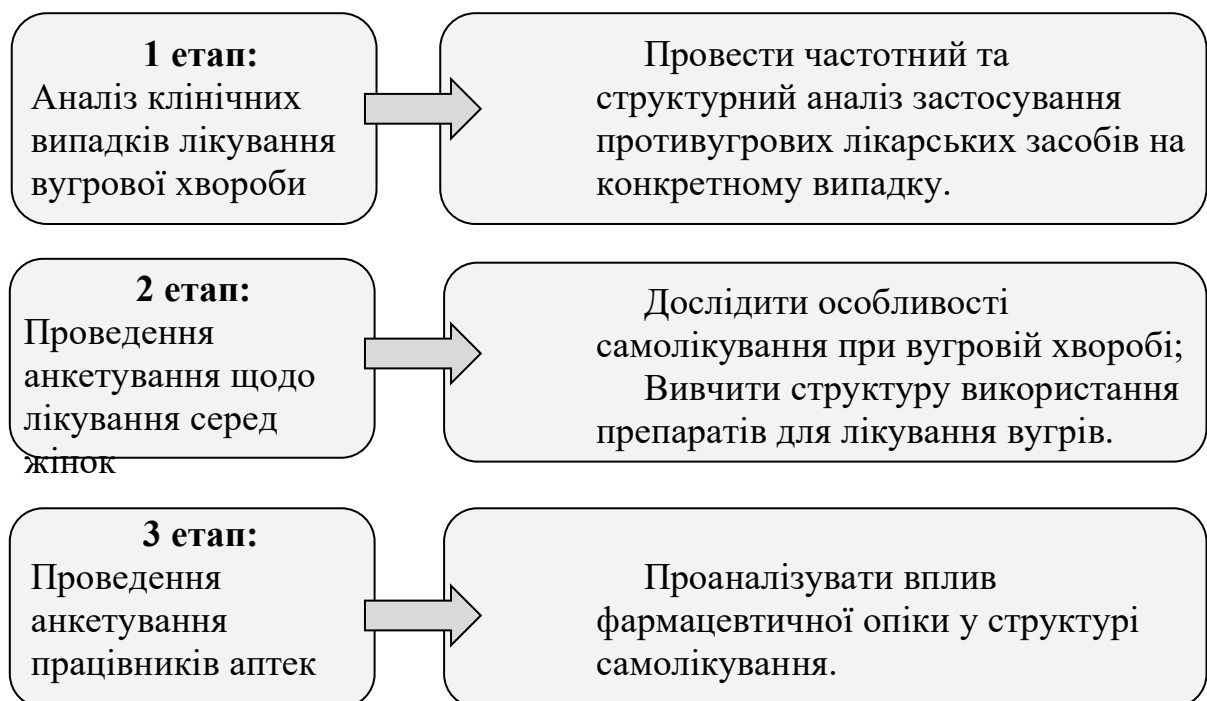 1 етап:
Аналіз клінічних
випадків лікування
вугрової хвороби
Провести частотний та
структурний аналіз застосування
противугрових лікарських засобів на
конкретному випадку.
2 етап:
Проведення
анкетування щодо
лікування серед
жінок
Дослідити особливості
самолікування при вугровій хворобі;
Вивчити структуру використання
препаратів для лікування вугрів.
3 етап:
Проведення
анкетування
працівників аптек
Проаналізувати вплив
фармацевтичної опіки у структурі
самолікування.